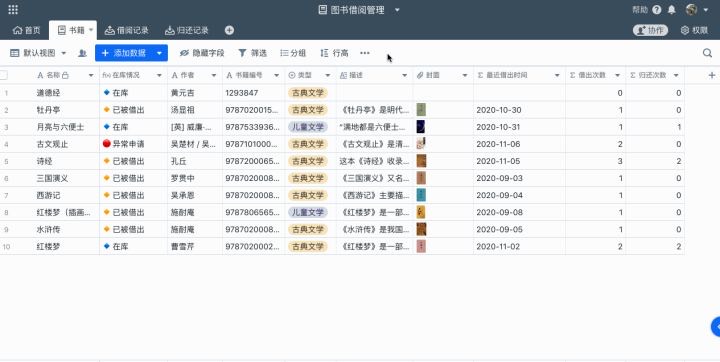 图书借阅管理
帮助
首页 书籍 借阅记录 归还记录 协作 权限
默认视图 + 添加数据 隐藏字段 筛选 分组 行高 •••
A 名称 f(x) 在库情况 A 作者 A 书籍编号 类型 描述 封面 Σ 最近借出时间 Σ 借出次数 Σ 归还次数
1 道德经 在库 黄元吉 1293847 古典文学 0 0
2 牡丹亭 已被借出 汤显祖 9787020015... 古典文学 《牡丹亭》是明代... 2020-10-30 1 0
3 月亮与六便士 在库 [英] 威廉·... 9787533936... 儿童文学 "满地都是六便士... 2020-10-31 1 1
4 古文观止 异常申请 吴楚材 / 吴... 9787101000... 古典文学 《古文观止》是清... 2020-11-06 2 0
5 诗经 已被借出 孔丘 9787200065... 古典文学 这本《诗经》收录... 2020-11-05 3 2
6 三国演义 已被借出 罗贯中 9787020008... 古典文学 《三国演义》又名... 2020-09-03 1 0
7 西游记 已被借出 吴承恩 9787020008... 古典文学 《西游记》主要描... 2020-09-04 1 0
8 红楼梦（插画... 已被借出 施耐庵 9787806565... 儿童文学 《红楼梦》是一部... 2020-09-08 1 0
9 水浒传 已被借出 施耐庵 9787020008... 古典文学 《水浒传》是我国... 2020-09-05 1 0
10 红楼梦 在库 曹雪芹 9787020002... 古典文学 《红楼梦》是一部... 2020-11-02 2 2